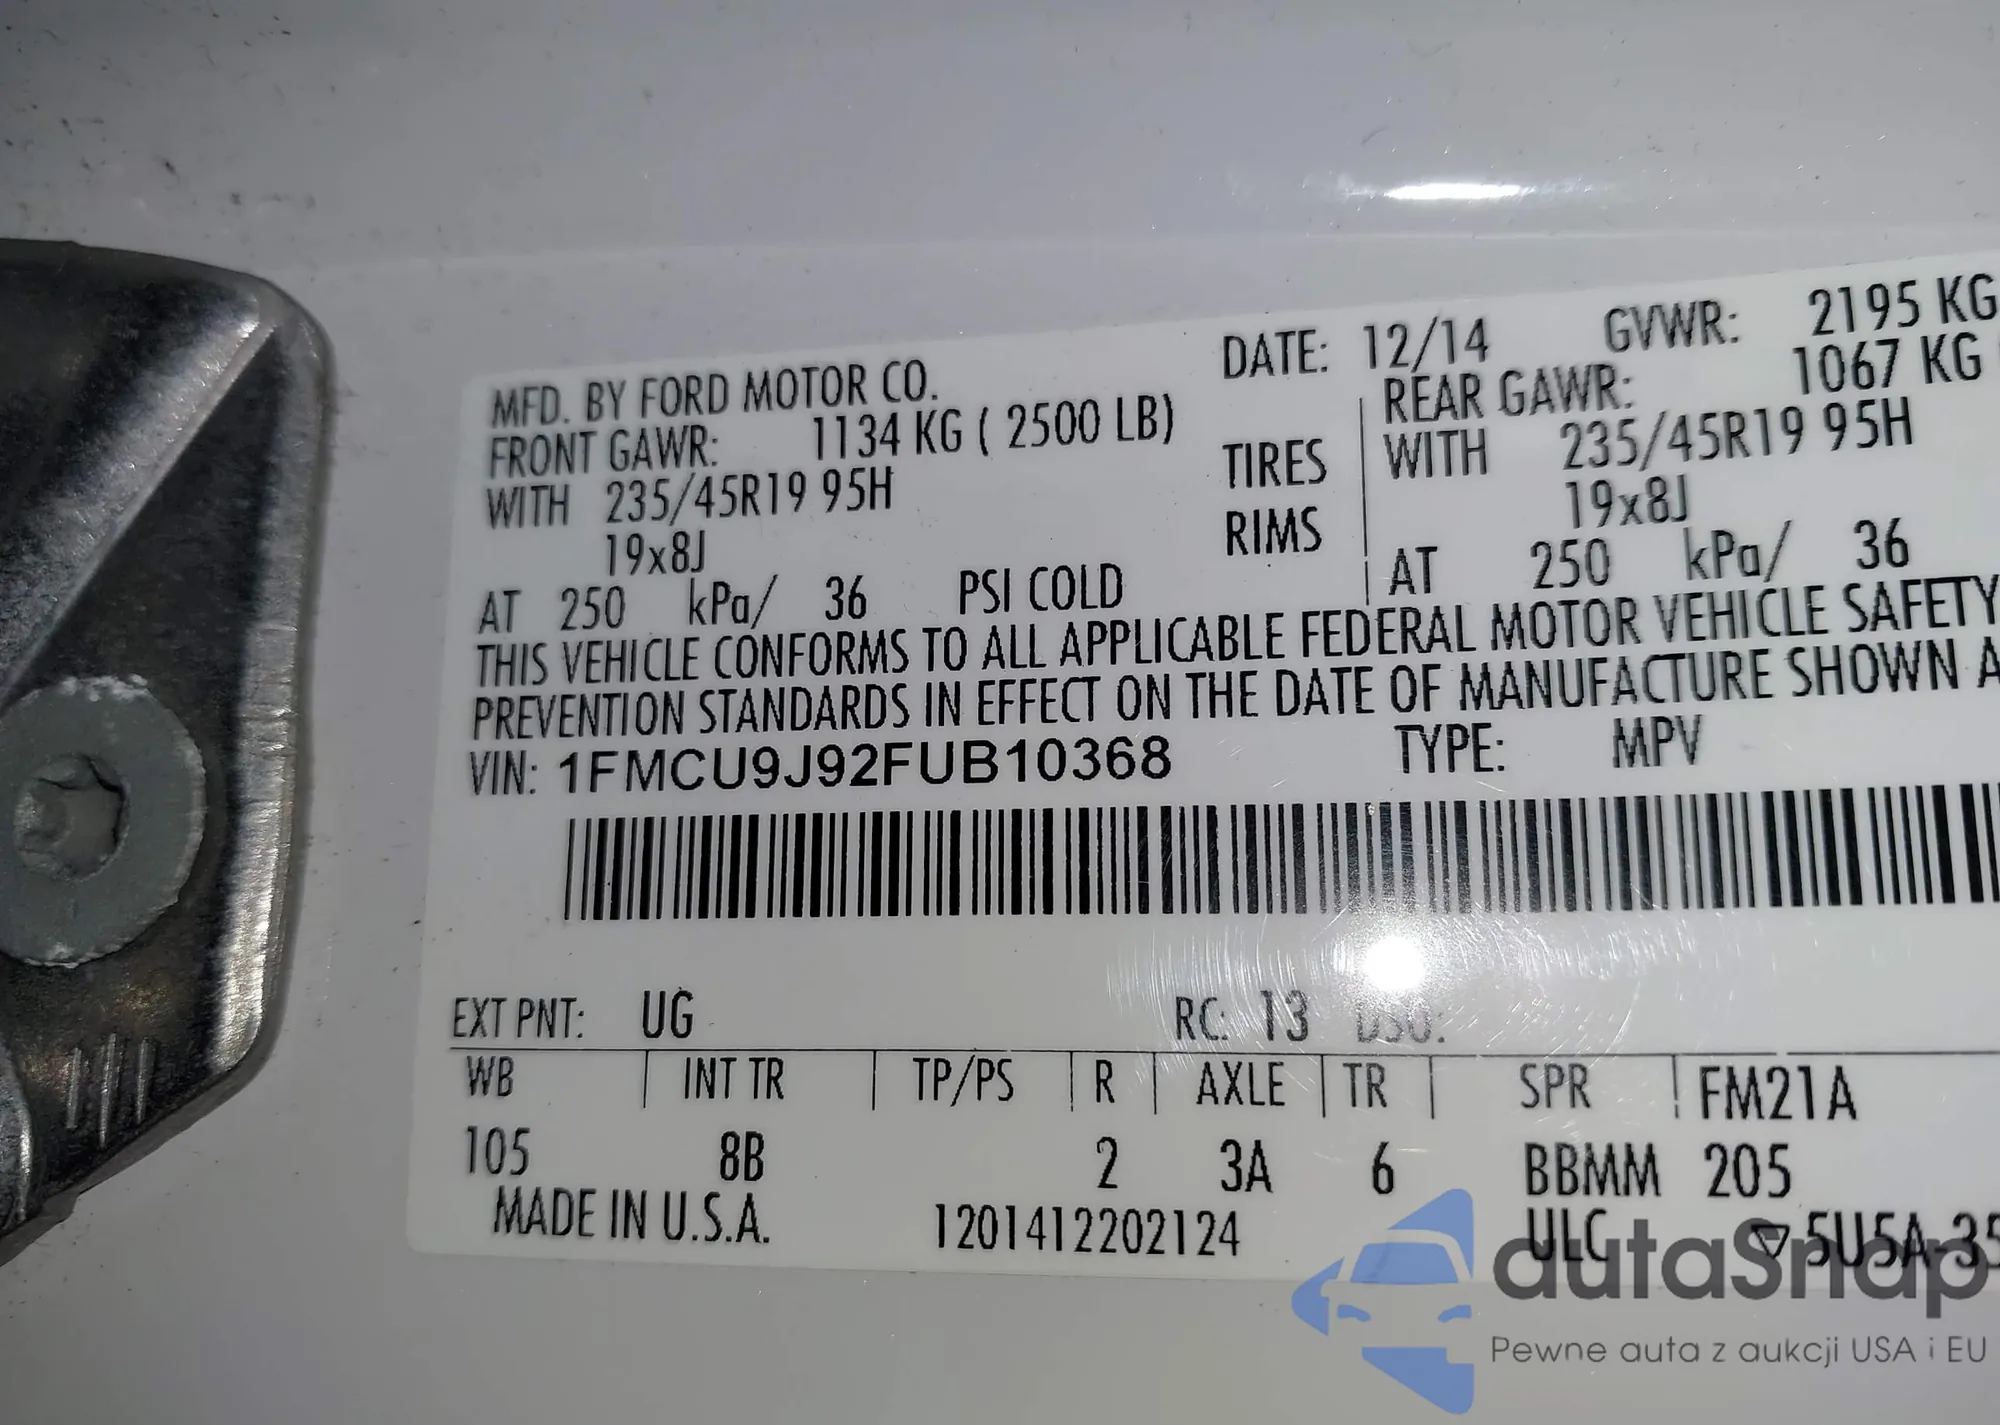 MFD. BY FORD MOTOR CO. DATE: 12/14 GVWR: 2195 KG
FRONT GAWR: 1134 KG ( 2500 LB) REAR GAWR: 1067 KG
WITH 235/45R19 95H TIRES WITH 235/45R19 95H
19x8J RIMS 19x8J
AT 250 kPa/ 36 PSI COLD AT 250 kPa/ 36
THIS VEHICLE CONFORMS TO ALL APPLICABLE FEDERAL MOTOR VEHICLE SAFETY
PREVENTION STANDARDS IN EFFECT ON THE DATE OF MANUFACTURE SHOWN A
VIN: 1FMCU9J92FUB10368 TYPE: MPV
EXT PNT: UG RC: 13 DSO:
WB INT TR TP/PS R AXLE TR SPR FM21A
105 8B 2 3A 6 BBMM 205
MADE IN U.S.A. 1201412202124 ULC ▽5U5A-35
autaSnap
Pewne auta z aukcji USA i EU